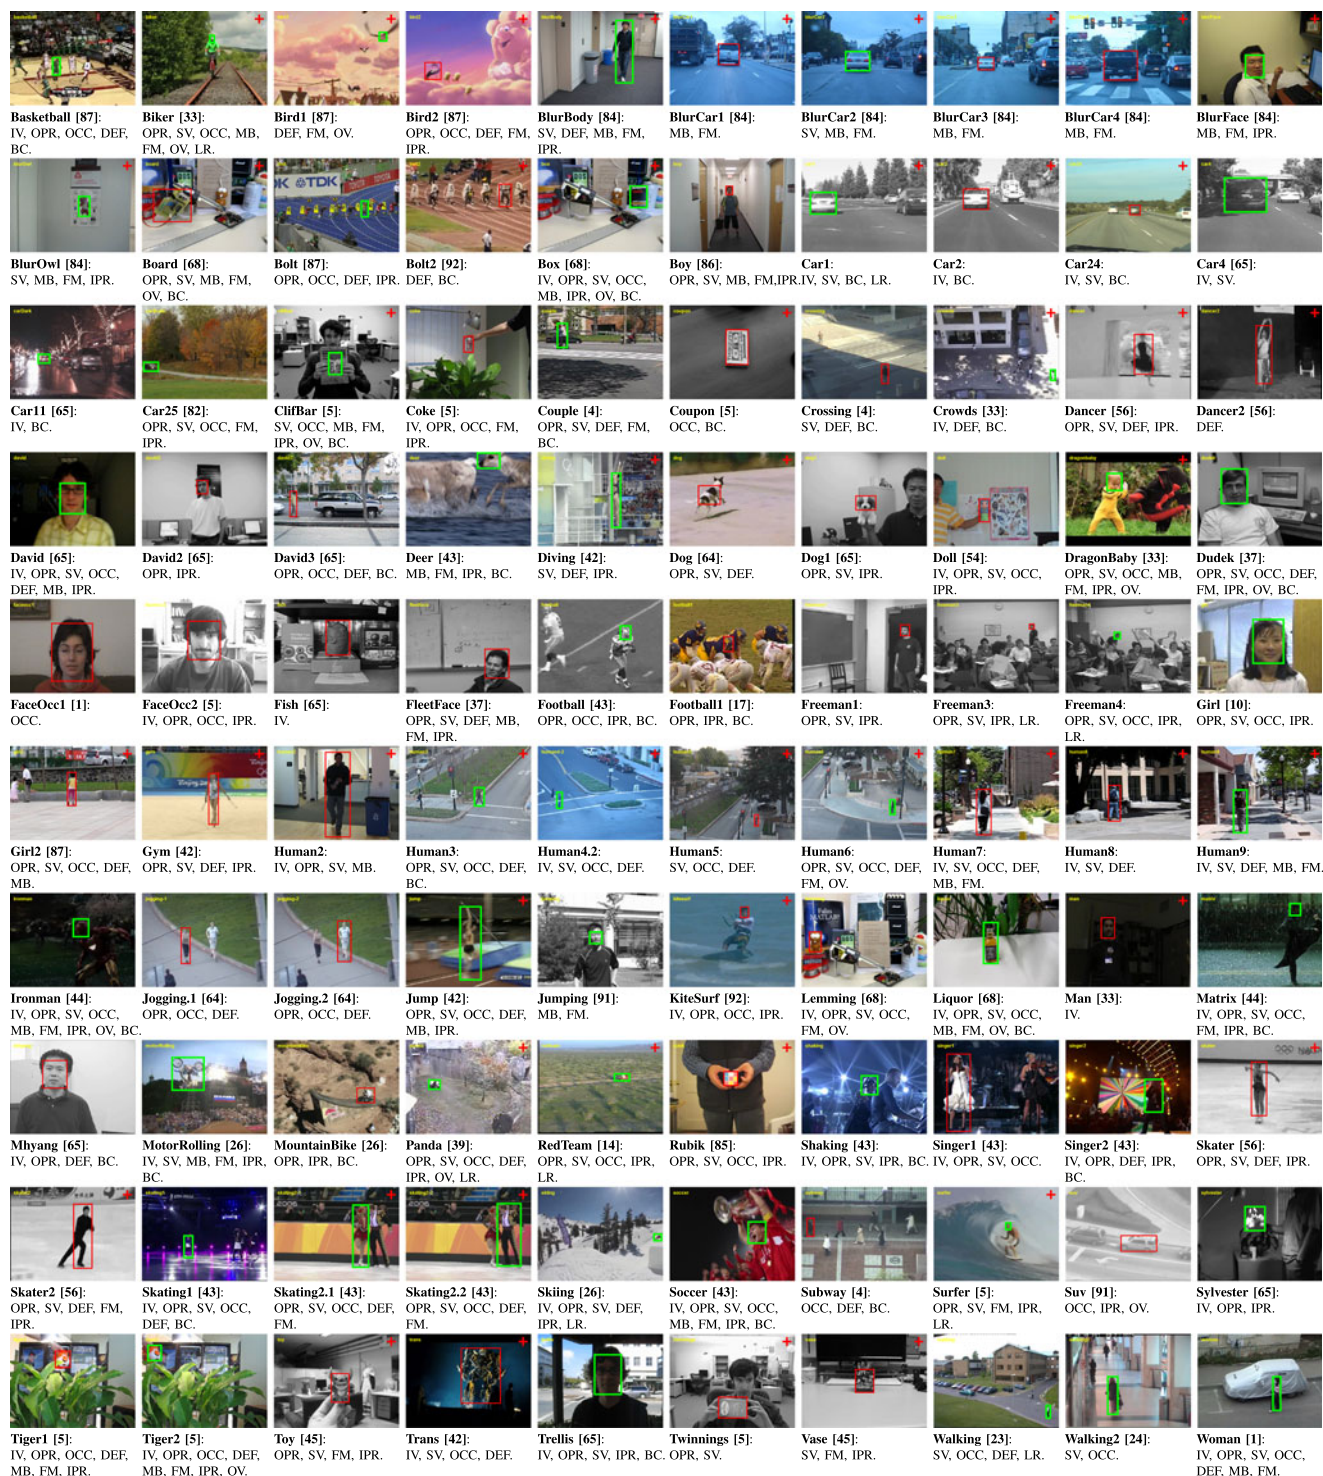 Basketball [87]:
IV, OPR, OCC, DEF,
BC.
Biker [33]:
OPR, SV, OCC, MB,
FM, OV, LR.
Bird1 [87]:
DEF, FM, OV.
Bird2 [87]:
OPR, OCC, DEF, FM,
IPR.
BlurBody [84]:
SV, DEF, MB, FM,
IPR.
BlurCar1 [84]:
MB, FM.
BlurCar2 [84]:
SV, MB, FM.
BlurCar3 [84]:
MB, FM.
BlurCar4 [84]:
MB, FM.
BlurFace [84]:
MB, FM, IPR.
BlurOwl [84]:
SV, MB, FM, IPR.
Board [68]:
OPR, SV, MB, FM,
OV, BC.
Bolt [87]:
OPR, OCC, DEF, IPR.
Bolt2 [92]:
DEF, BC.
Box [68]:
IV, OPR, SV, OCC,
MB, IPR, OV, BC.
Boy [86]:
OPR, SV, MB, FM,IPR.
Car1:
IV, SV, BC, LR.
Car2:
IV, BC.
Car24:
IV, SV, BC.
Car4 [65]:
IV, SV.
Car11 [65]:
IV, BC.
Car25 [82]:
OPR, SV, OCC, FM,
IPR.
ClifBar [5]:
SV, OCC, MB, FM,
IPR, OV, BC.
Coke [5]:
IV, OPR, OCC, FM,
IPR.
Couple [4]:
OPR, SV, DEF, FM,
BC.
Coupon [5]:
OCC, BC.
Crossing [4]:
SV, DEF, BC.
Crowds [33]:
IV, DEF, BC.
Dancer [56]:
OPR, SV, DEF, IPR.
Dancer2 [56]:
DEF.
David [65]:
IV, OPR, SV, OCC,
DEF, MB, IPR.
David2 [65]:
OPR, IPR.
David3 [65]:
OPR, OCC, DEF, BC.
Deer [43]:
MB, FM, IPR, BC.
Diving [42]:
SV, DEF, IPR.
Dog [64]:
OPR, SV, DEF.
Dog1 [65]:
OPR, SV, IPR.
Doll [54]:
IV, OPR, SV, OCC,
IPR.
DragonBaby [33]:
OPR, SV, OCC, MB,
FM, IPR, OV.
Dudek [37]:
OPR, SV, OCC, DEF,
FM, IPR, OV, BC.
FaceOcc1 [1]:
OCC.
FaceOcc2 [5]:
IV, OPR, OCC, IPR.
Fish [65]:
IV.
FleetFace [37]:
OPR, SV, DEF, MB,
FM, IPR.
Football [43]:
OPR, OCC, IPR, BC.
Football1 [17]:
OPR, IPR, BC.
Freeman1:
OPR, SV, IPR.
Freeman3:
OPR, SV, IPR, LR.
Freeman4:
OPR, SV, OCC, IPR,
LR.
Girl [10]:
OPR, SV, OCC, IPR.
Girl2 [87]:
OPR, SV, OCC, DEF,
MB.
Gym [42]:
OPR, SV, DEF, IPR.
Human2:
IV, OPR, SV, MB.
Human3:
OPR, SV, OCC, DEF,
BC.
Human4.2:
IV, SV, OCC, DEF.
Human5:
SV, OCC, DEF.
Human6:
OPR, SV, OCC, DEF,
FM, OV.
Human7:
IV, SV, OCC, DEF,
MB, FM.
Human8:
IV, SV, DEF.
Human9:
IV, SV, DEF, MB, FM.
Ironman [44]:
IV, OPR, SV, OCC,
MB, FM, IPR, OV, BC.
Jogging.1 [64]:
OPR, OCC, DEF.
Jogging.2 [64]:
OPR, OCC, DEF.
Jump [42]:
OPR, SV, OCC, DEF,
MB, IPR.
Jumping [91]:
MB, FM.
KiteSurf [92]:
IV, OPR, OCC, IPR.
Lemming [68]:
IV, OPR, SV, OCC,
FM, OV.
Liquor [68]:
IV, OPR, SV, OCC,
MB, FM, OV, BC.
Man [33]:
IV.
Matrix [44]:
IV, OPR, SV, OCC,
FM, IPR, BC.
Mhyang [65]:
IV, OPR, DEF, BC.
MotorRolling [26]:
IV, SV, MB, FM, IPR,
BC.
MountainBike [26]:
OPR, IPR, BC.
Panda [39]:
OPR, SV, OCC, DEF,
IPR, OV, LR.
RedTeam [14]:
OPR, SV, OCC, IPR,
LR.
Rubik [85]:
OPR, SV, OCC, IPR.
Shaking [43]:
IV, OPR, SV, IPR, BC.
Singer1 [43]:
IV, OPR, SV, OCC.
Singer2 [43]:
IV, OPR, DEF, IPR,
BC.
Skater [56]:
OPR, SV, DEF, IPR.
Skater2 [56]:
OPR, SV, DEF, FM,
IPR.
Skating1 [43]:
IV, OPR, SV, OCC,
DEF, BC.
Skating2.1 [43]:
OPR, SV, OCC, DEF,
FM.
Skating2.2 [43]:
OPR, SV, OCC, DEF,
FM.
Skiing [26]:
IV, OPR, SV, DEF,
IPR, LR.
Soccer [43]:
IV, OPR, SV, OCC,
MB, FM, IPR, BC.
Subway [4]:
OCC, DEF, BC.
Surfer [5]:
OPR, SV, FM, IPR,
LR.
Suv [91]:
OCC, IPR, OV.
Sylvester [65]:
IV, OPR, IPR.
Tiger1 [5]:
IV, OPR, OCC, DEF,
MB, FM, IPR.
Tiger2 [5]:
IV, OPR, OCC, DEF,
MB, FM, IPR, OV.
Toy [45]:
OPR, SV, FM, IPR.
Trans [42]:
IV, SV, OCC, DEF.
Trellis [65]:
IV, OPR, SV, IPR, BC.
Twinnings [5]:
OPR, SV.
Vase [45]:
SV, FM, IPR.
Walking [23]:
SV, OCC, DEF, LR.
Walking2 [24]:
SV, OCC.
Woman [1]:
IV, OPR, SV, OCC,
DEF, MB, FM.